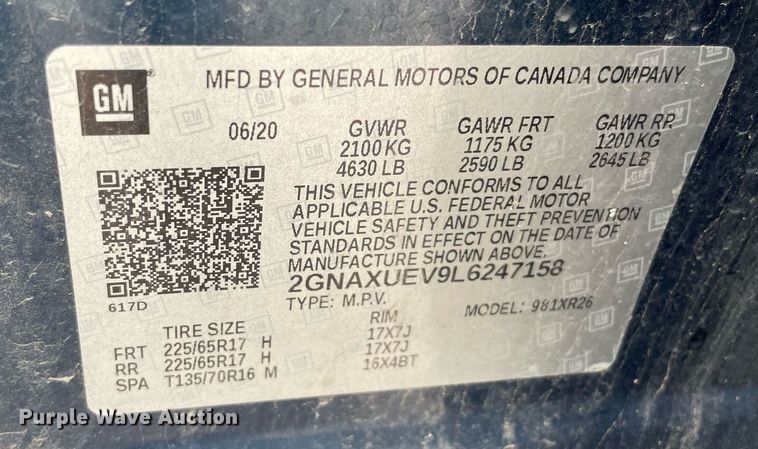 GM
MFD BY GENERAL MOTORS OF CANADA COMPANY
06/20 GVWR GAWR FRT GAWR RR
2100 KG 1175 KG 1200 KG
4630 LB 2590 LB 2645 LB
THIS VEHICLE CONFORMS TO ALL
APPLICABLE U.S. FEDERAL MOTOR
VEHICLE SAFETY AND THEFT PREVENTION
STANDARDS IN EFFECT ON THE DATE OF
MANUFACTURE SHOWN ABOVE.
2GNAXUEV9L6247158
617D
TYPE: M.P.V. MODEL: 981XR26
TIRE SIZE RIM
FRT 225/65R17 H 17X7J
RR 225/65R17 H 17X7J
SPA T135/70R16 M 16X4BT
Purple Wave Auction